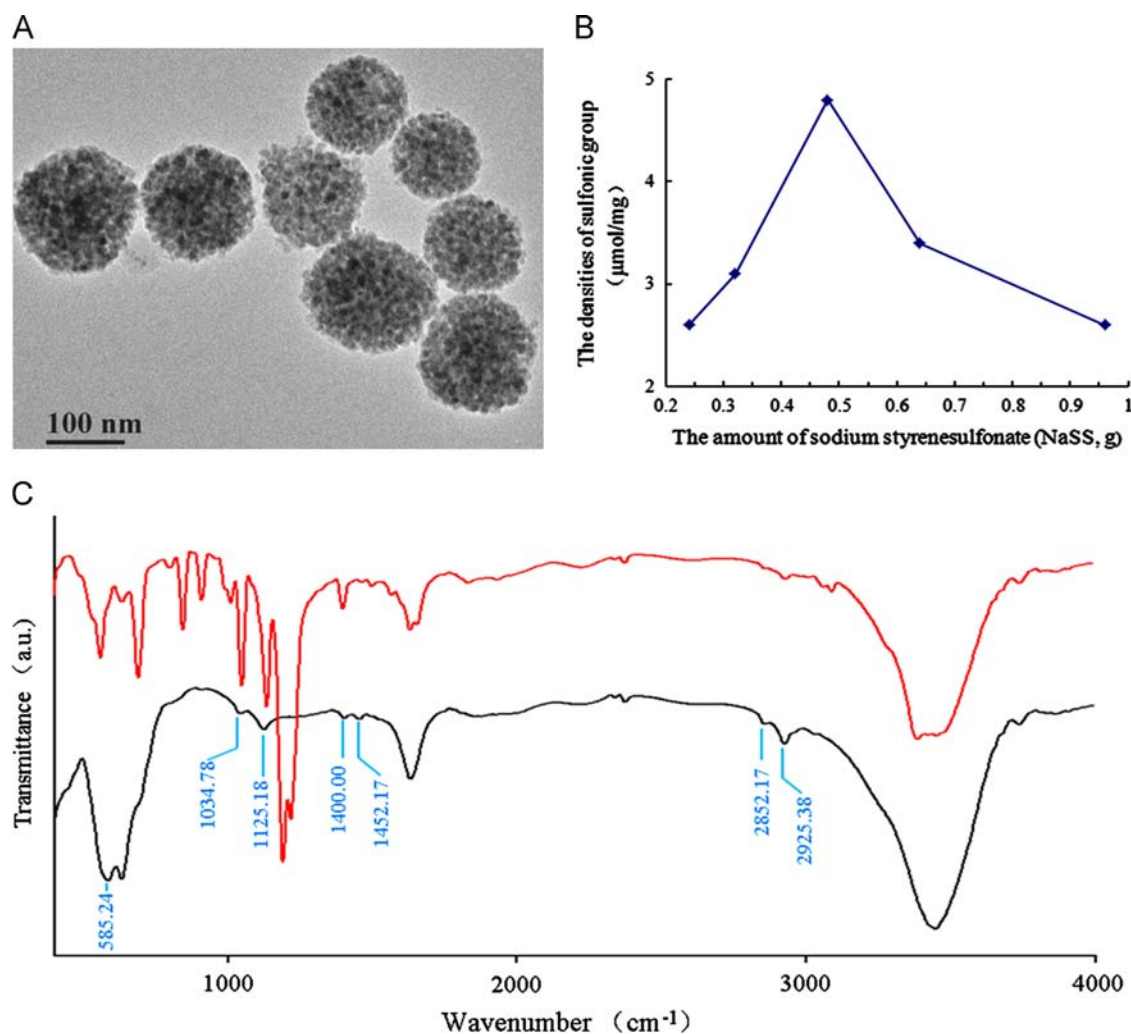 A
100 nm
B
The densities of sulfonic group
(μmol/mg)
5
4
3
2
0.2 0.3 0.4 0.5 0.6 0.7 0.8 0.9 1
The amount of sodium styrenesulfonate (NaSS, g)
C
Transmittance (a.u.)
585.24
1034.78
1125.18
1400.00
1452.17
2852.17
2925.38
1000 2000 3000 4000
Wavenumber (cm⁻¹)